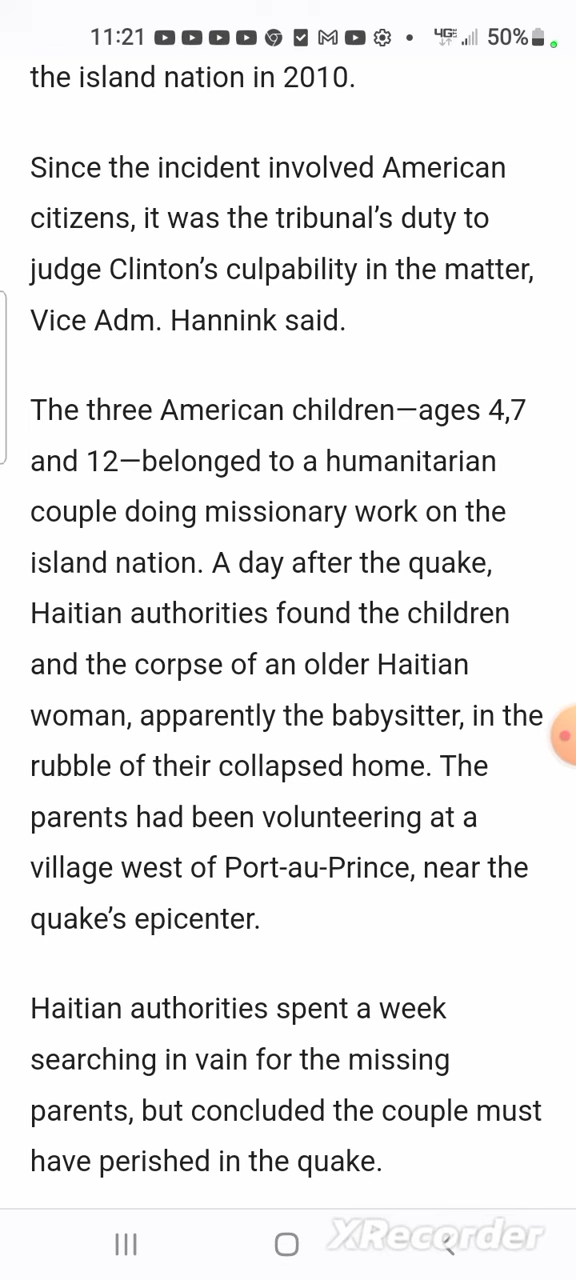 11:21
4GE
50%
the island nation in 2010.
Since the incident involved American
citizens, it was the tribunal’s duty to
judge Clinton’s culpability in the matter,
Vice Adm. Hannink said.
The three American children—ages 4,7
and 12—belonged to a humanitarian
couple doing missionary work on the
island nation. A day after the quake,
Haitian authorities found the children
and the corpse of an older Haitian
woman, apparently the babysitter, in the
rubble of their collapsed home. The
parents had been volunteering at a
village west of Port-au-Prince, near the
quake’s epicenter.
Haitian authorities spent a week
searching in vain for the missing
parents, but concluded the couple must
have perished in the quake.
XRecorder